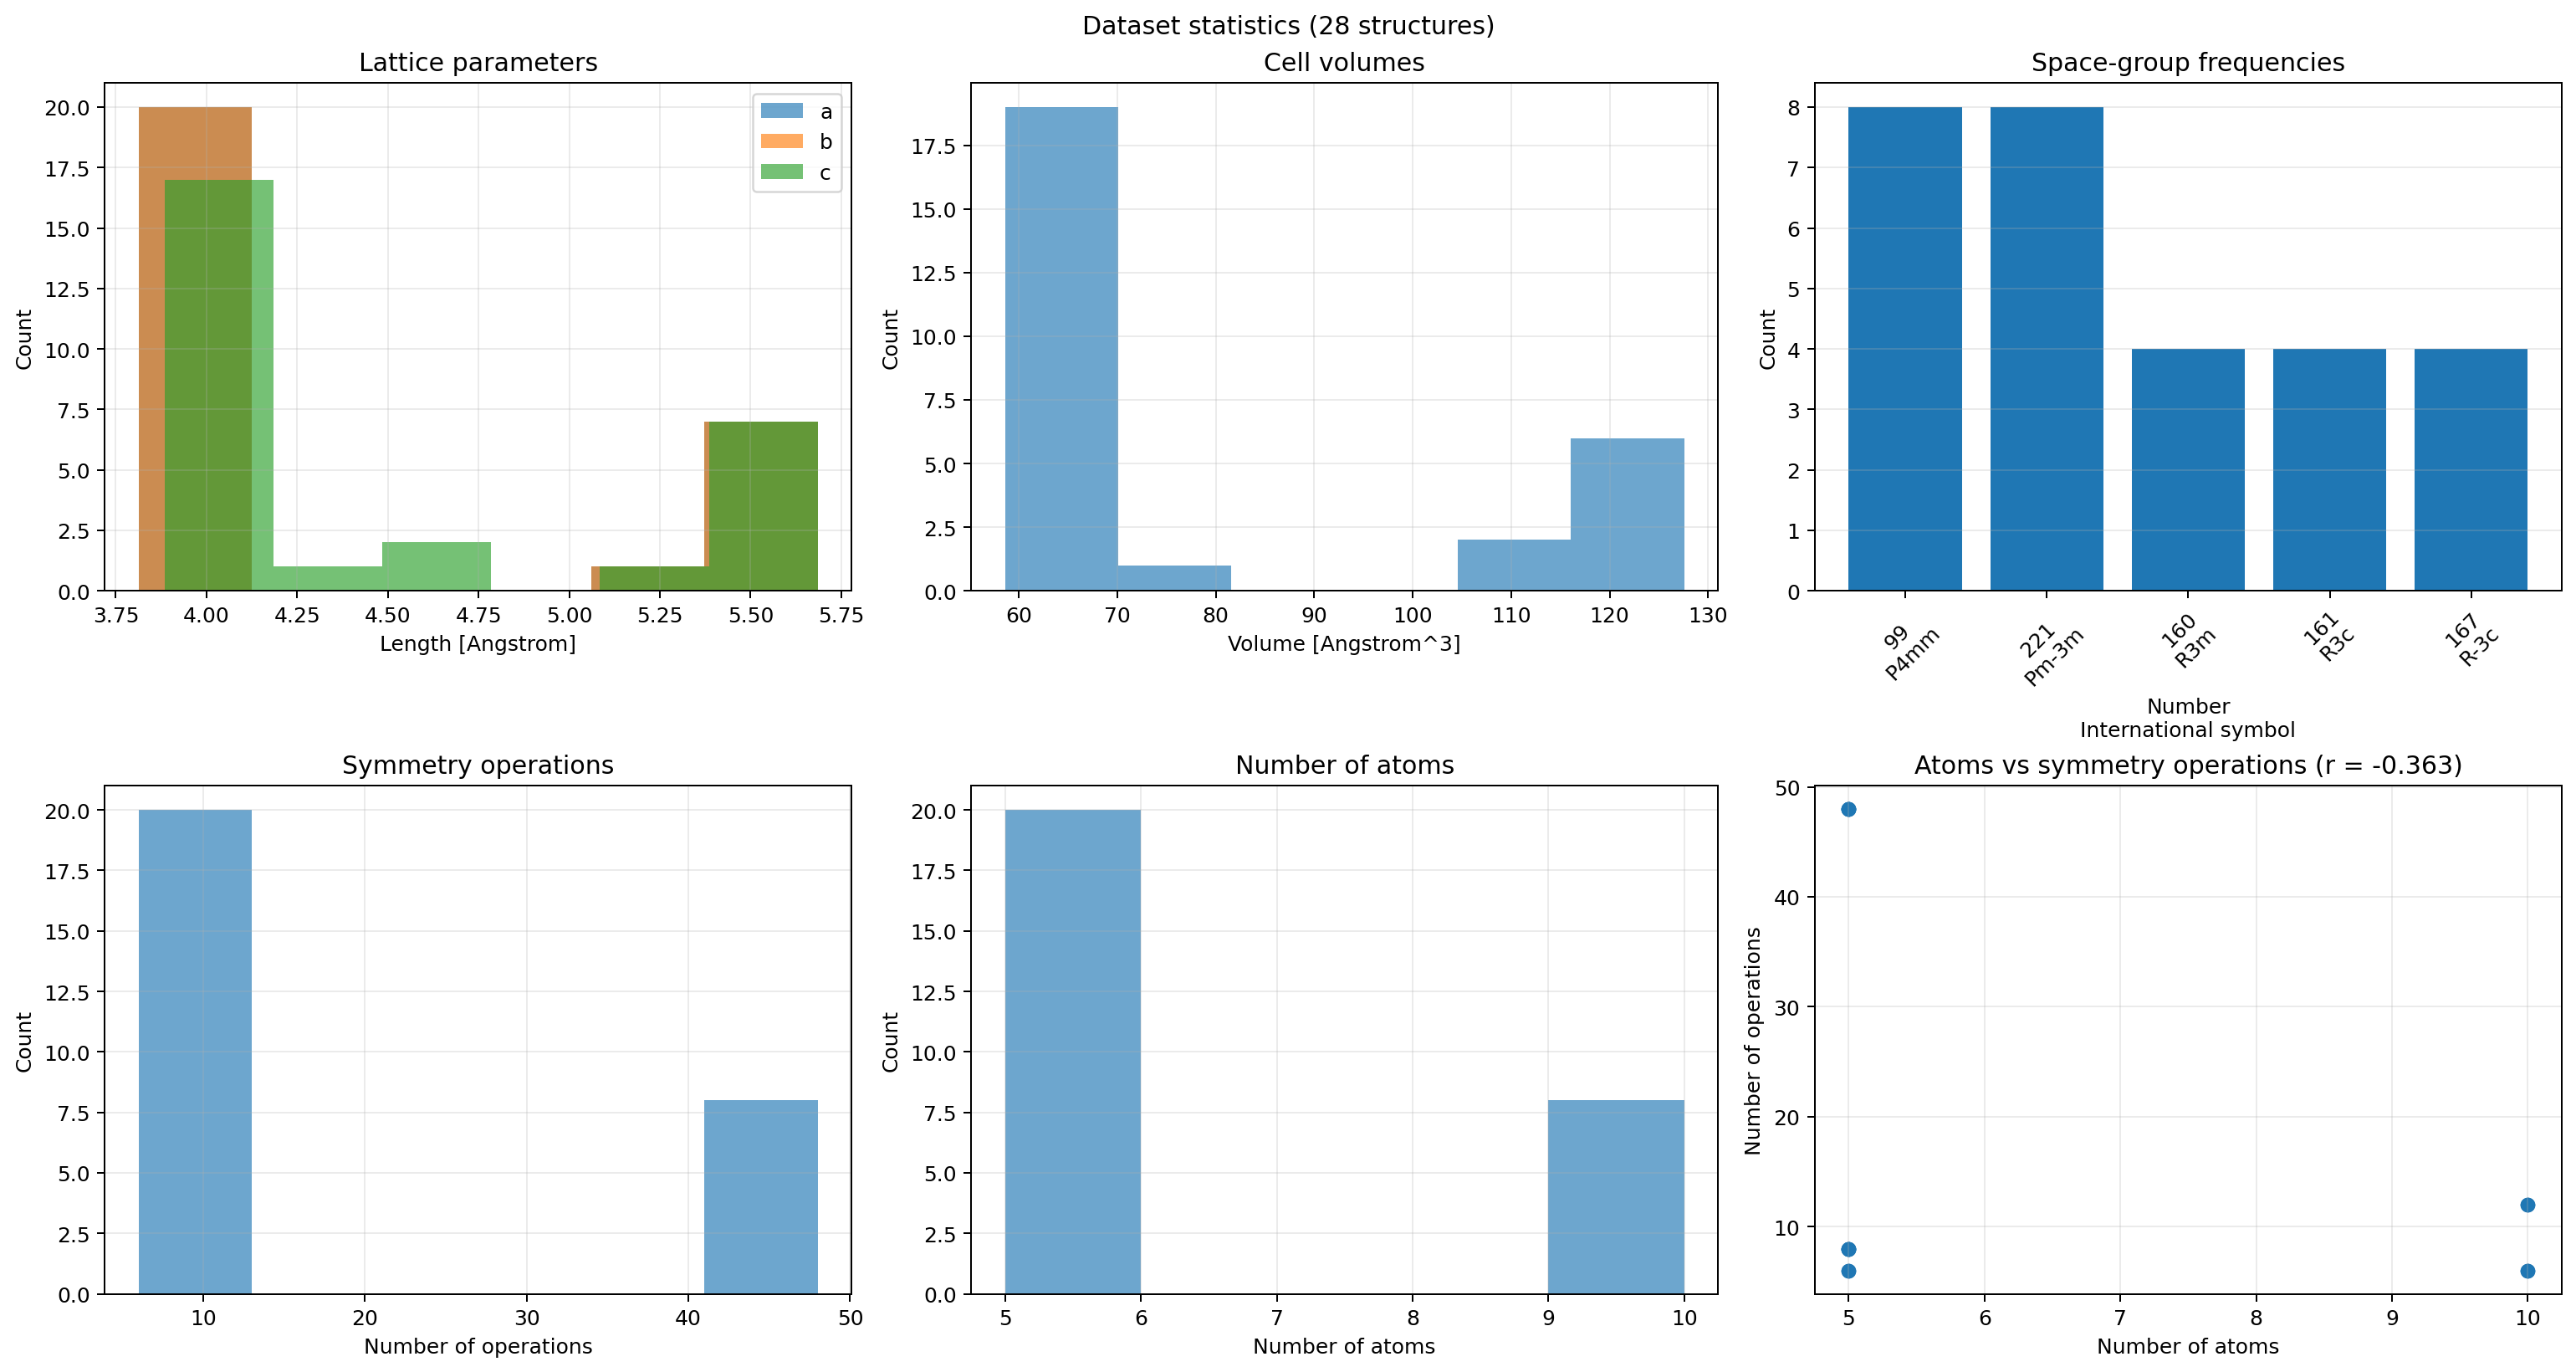 Dataset statistics (28 structures)
Lattice parameters
20.0
17.5
15.0
12.5
10.0
7.5
5.0
2.5
0.0
Count
a
b
c
3.75 4.00 4.25 4.50 4.75 5.00 5.25 5.50 5.75
Length [Angstrom]
Cell volumes
17.5
15.0
12.5
10.0
7.5
5.0
2.5
0.0
Count
60 70 80 90 100 110 120 130
Volume [Angstrom^3]
Space-group frequencies
8
7
6
5
4
3
2
1
0
Count
99
P4mm
221
Pm-3m
160
R3m
161
R3c
167
R-3c
Number
International symbol
Symmetry operations
20.0
17.5
15.0
12.5
10.0
7.5
5.0
2.5
0.0
Count
10 20 30 40 50
Number of operations
Number of atoms
20.0
17.5
15.0
12.5
10.0
7.5
5.0
2.5
0.0
Count
5 6 7 8 9 10
Number of atoms
Atoms vs symmetry operations (r = -0.363)
50
40
30
20
10
Number of operations
5 6 7 8 9 10
Number of atoms